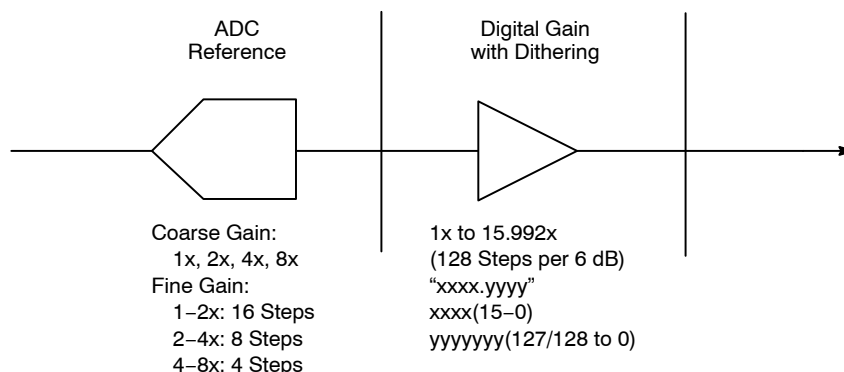 ADC
Reference
Digital Gain
with Dithering
Coarse Gain:
1x, 2x, 4x, 8x
Fine Gain:
1−2x: 16 Steps
2−4x: 8 Steps
4−8x: 4 Steps
1x to 15.992x
(128 Steps per 6 dB)
“xxxx.yyyy”
xxxx(15−0)
yyyyyyy(127/128 to 0)